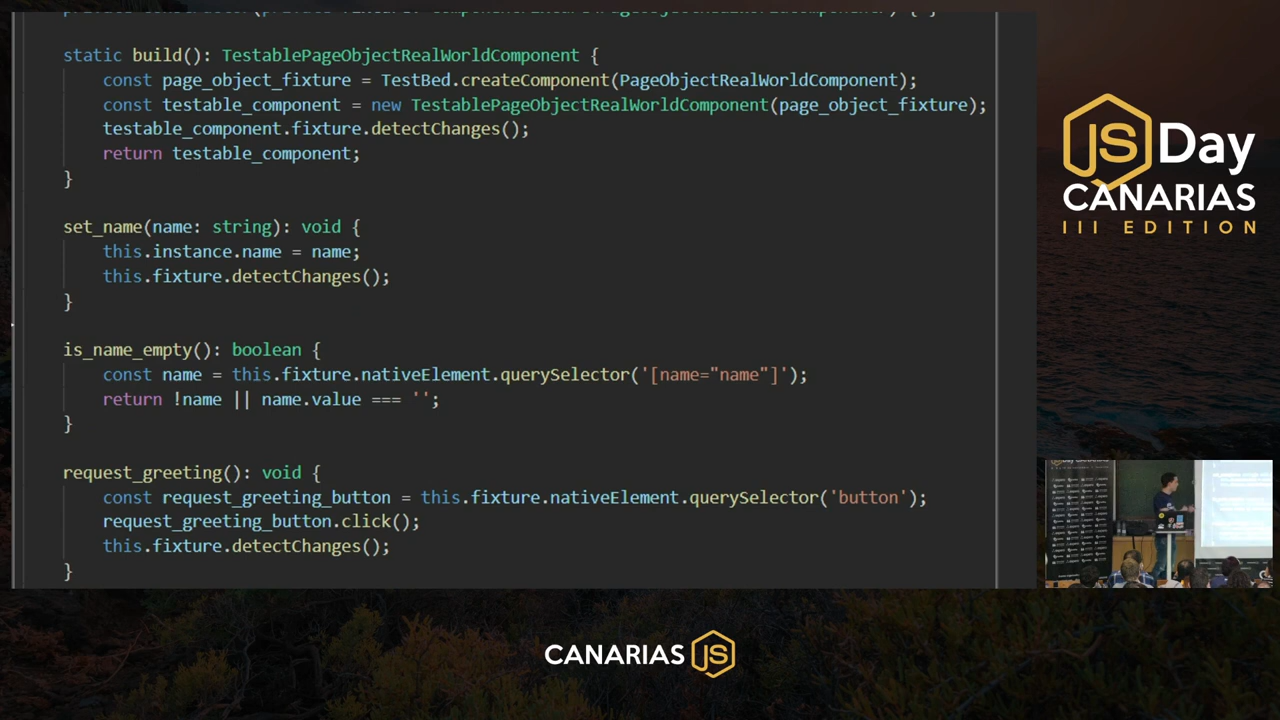 static build(): TestablePageObjectRealWorldComponent {
const page_object_fixture = TestBed.createComponent(PageObjectRealWorldComponent);
const testable_component = new TestablePageObjectRealWorldComponent(page_object_fixture);
testable_component.fixture.detectChanges();
return testable_component;
}
set_name(name: string): void {
this.instance.name = name;
this.fixture.detectChanges();
}
is_name_empty(): boolean {
const name = this.fixture.nativeElement.querySelector('[name="name"]');
return !name || name.value === '';
}
request_greeting(): void {
const request_greeting_button = this.fixture.nativeElement.querySelector('button');
request_greeting_button.click();
this.fixture.detectChanges();
}
JS Day
CANARIAS
III EDITION
CANARIAS JS